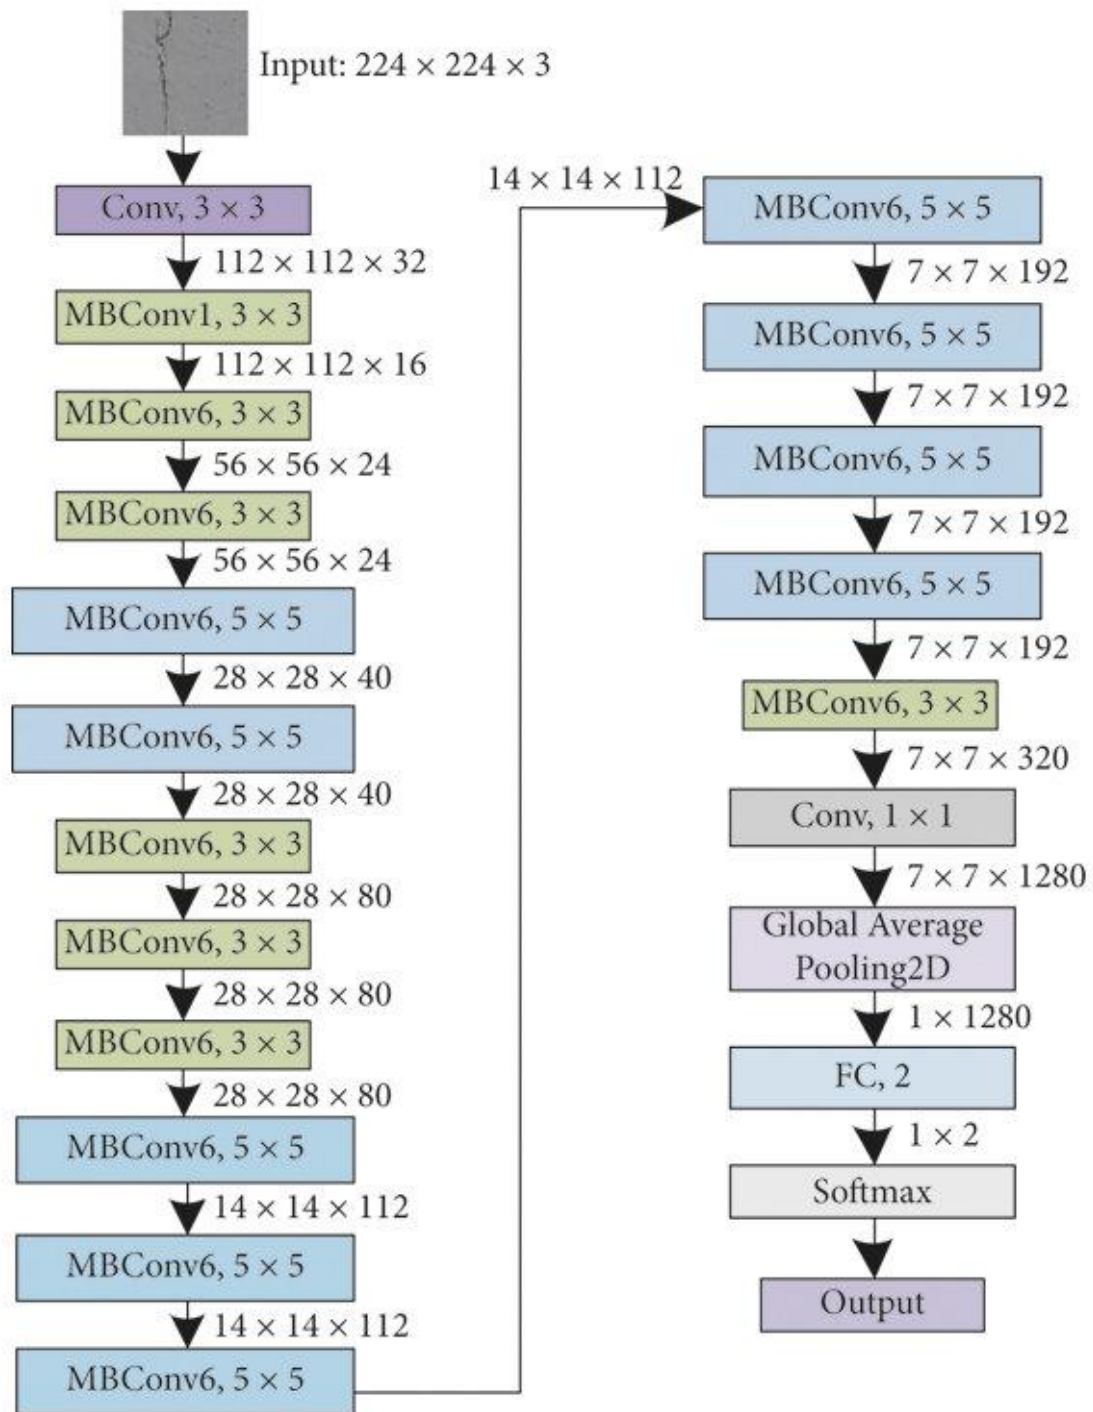 Input: 224 × 224 × 3
Conv, 3 × 3
112 × 112 × 32
MBConv1, 3 × 3
112 × 112 × 16
MBConv6, 3 × 3
56 × 56 × 24
MBConv6, 3 × 3
56 × 56 × 24
MBConv6, 5 × 5
28 × 28 × 40
MBConv6, 5 × 5
28 × 28 × 40
MBConv6, 3 × 3
28 × 28 × 80
MBConv6, 3 × 3
28 × 28 × 80
MBConv6, 3 × 3
28 × 28 × 80
MBConv6, 5 × 5
14 × 14 × 112
MBConv6, 5 × 5
14 × 14 × 112
MBConv6, 5 × 5
14 × 14 × 112
MBConv6, 5 × 5
7 × 7 × 192
MBConv6, 5 × 5
7 × 7 × 192
MBConv6, 5 × 5
7 × 7 × 192
MBConv6, 5 × 5
7 × 7 × 192
MBConv6, 3 × 3
7 × 7 × 320
Conv, 1 × 1
7 × 7 × 1280
Global Average
Pooling2D
1 × 1280
FC, 2
1 × 2
Softmax
Output